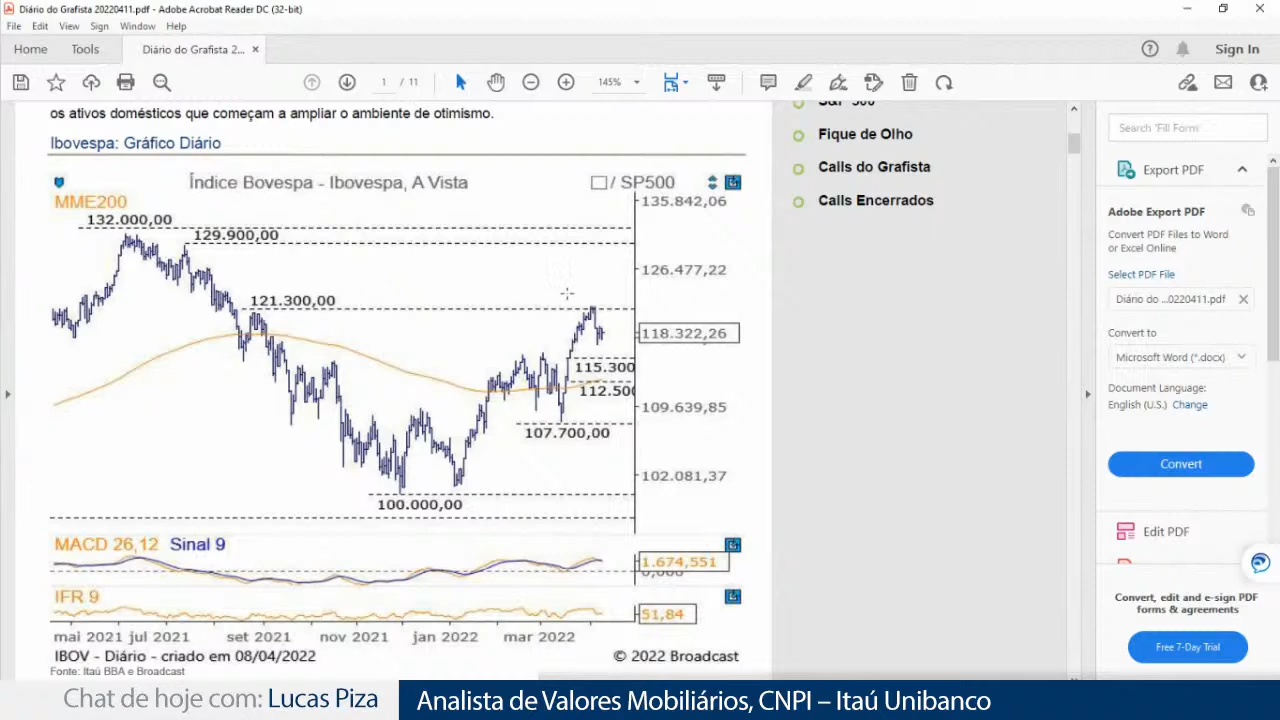 Diário do Grafista 20220411.pdf - Adobe Acrobat Reader DC (32-bit)
File Edit View Sign Window Help
Home Tools Diário do Grafista 2... × Sign In
1 / 11 145%
os ativos domésticos que começam a ampliar o ambiente de otimismo.
Ibovespa: Gráfico Diário
Índice Bovespa - Ibovespa, A Vista
/ SP500
MME200
132.000,00
129.900,00
121.300,00
115.300
112.500
107.700,00
100.000,00
135.842,06
126.477,22
118.322,26
109.639,85
102.081,37
MACD 26,12 Sinal 9
1.674,551
0,000
IFR 9
51,84
mai 2021 jul 2021 set 2021 nov 2021 jan 2022 mar 2022
IBOV - Diário - criado em 08/04/2022 © 2022 Broadcast
Fonte: Itaú BBA e Broadcast
S&P 500
Fique de Olho
Calls do Grafista
Calls Encerrados
Search 'Fill Form'
Export PDF
Adobe Export PDF
Convert PDF Files to Word
or Excel Online
Select PDF File
Diário do ...0220411.pdf
Convert to
Microsoft Word (*.docx)
Document Language:
English (U.S.) Change
Convert
Edit PDF
Convert, edit and e-sign PDF
forms & agreements
Free 7-Day Trial
Chat de hoje com: Lucas Piza
Analista de Valores Mobiliários, CNPI – Itaú Unibanco